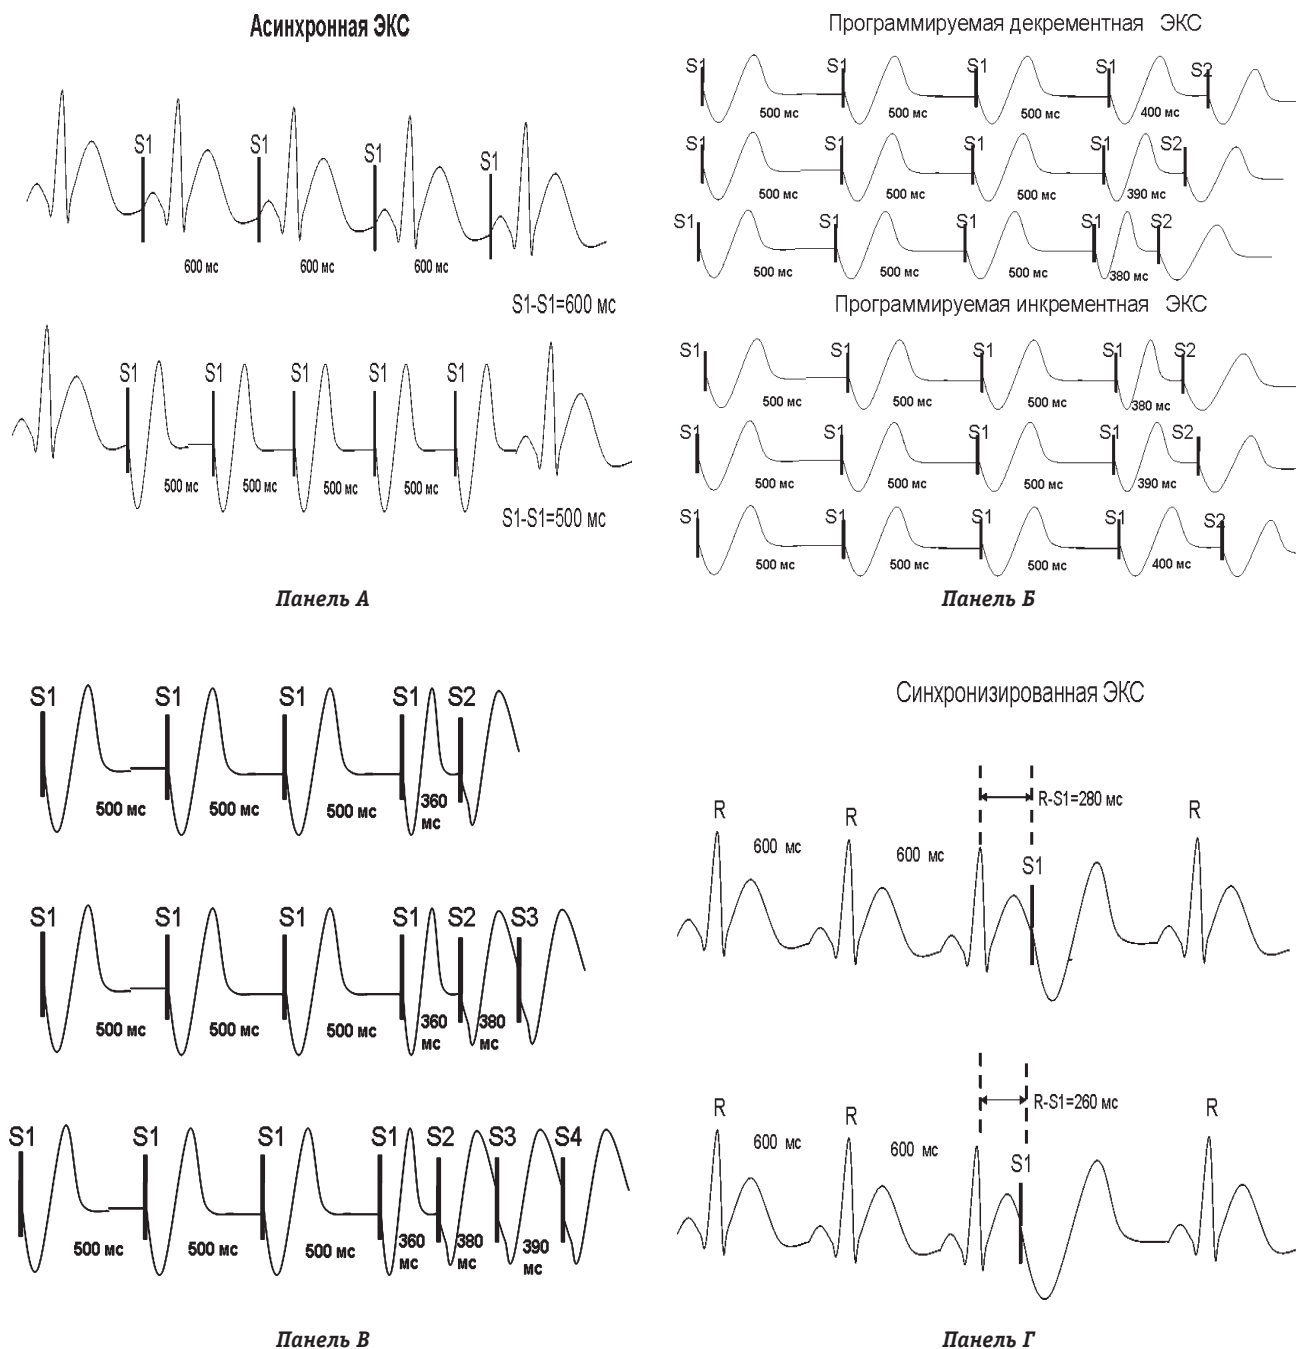 Асинхронная ЭКС
S1 S1 S1 S1
600 мс 600 мс 600 мс
S1-S1=600 мс
S1 S1 S1 S1 S1
500 мс 500 мс 500 мс 500 мс
S1-S1=500 мс
Панель А
Программируемая декрементная ЭКС
S1 S1 S1 S1 S2
500 мс 500 мс 500 мс 400 мс
S1 S1 S1 S1 S2
500 мс 500 мс 500 мс 390 мс
S1 S1 S1 S1 S2
500 мс 500 мс 500 мс 380 мс
Программируемая инкрементная ЭКС
S1 S1 S1 S1 S2
500 мс 500 мс 500 мс 380 мс
S1 S1 S1 S1 S2
500 мс 500 мс 500 мс 390 мс
S1 S1 S1 S1 S2
500 мс 500 мс 500 мс 400 мс
Панель Б
S1 S1 S1 S1 S2
500 мс 500 мс 500 мс 360
мс
S1 S1 S1 S1 S2 S3
500 мс 500 мс 500 мс 360 380
мс мс
S1 S1 S1 S1 S2 S3 S4
500 мс 500 мс 500 мс 360 380 390
мс мс мс
Панель В
Синхронизированная ЭКС
R-S1=280 мс
R R R
600 мс 600 мс
S1
R-S1=260 мс
R R R
600 мс 600 мс
S1
Панель Г